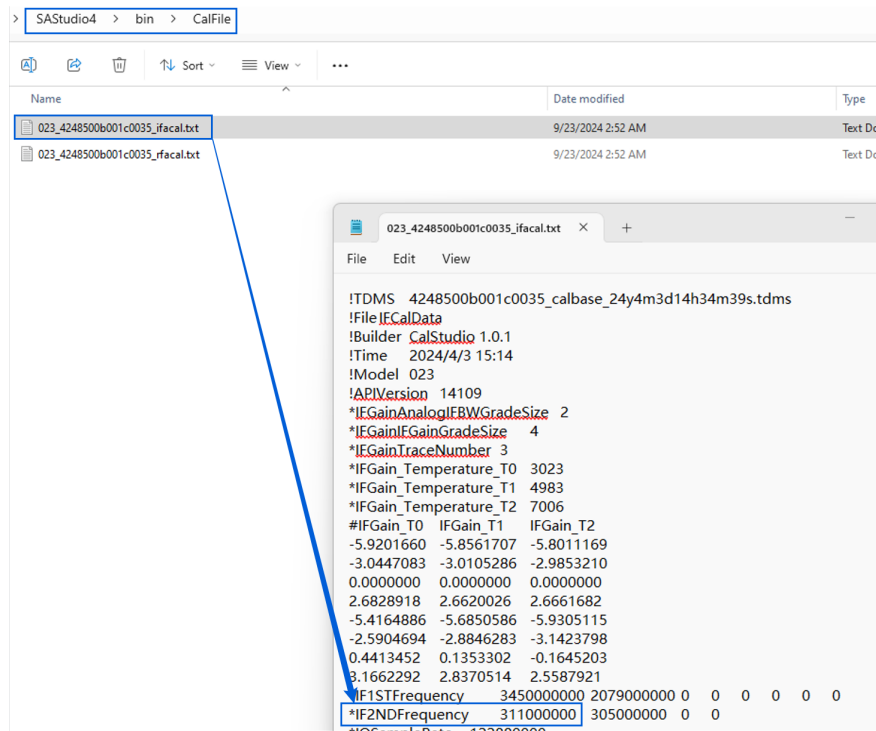 SAStudio4 > bin > CalFile
Sort View ...
Name Date modified Type
023_4248500b001c0035_ifacal.txt 9/23/2024 2:52 AM Text Do
023_4248500b001c0035_rfacal.txt 9/23/2024 2:52 AM Text Do
023_4248500b001c0035_ifacal.txt
File Edit View
!TDMS 4248500b001c0035_calbase_24y4m3d14h34m39s.tdms
!File IFCalData
!Builder CalStudio 1.0.1
!Time 2024/4/3 15:14
!Model 023
!APIVersion 14109
*IFGainAnalogIFBWGradeSize 2
*IFGainIFGainGradeSize 4
*IFGainTraceNumber 3
*IFGain_Temperature_T0 3023
*IFGain_Temperature_T1 4983
*IFGain_Temperature_T2 7006
#IFGain_T0 IFGain_T1 IFGain_T2
-5.9201660 -5.8561707 -5.8011169
-3.0447083 -3.0105286 -2.9853210
0.0000000 0.0000000 0.0000000
2.6828918 2.6620026 2.6661682
-5.4164886 -5.6850586 -5.9305115
-2.5904694 -2.8846283 -3.1423798
0.4413452 0.1353302 -0.1645203
3.1662292 2.8370514 2.5587921
*IF1STFrequency 3450000000 2079000000 0 0 0 0 0 0
*IF2NDFrequency 311000000 305000000 0 0